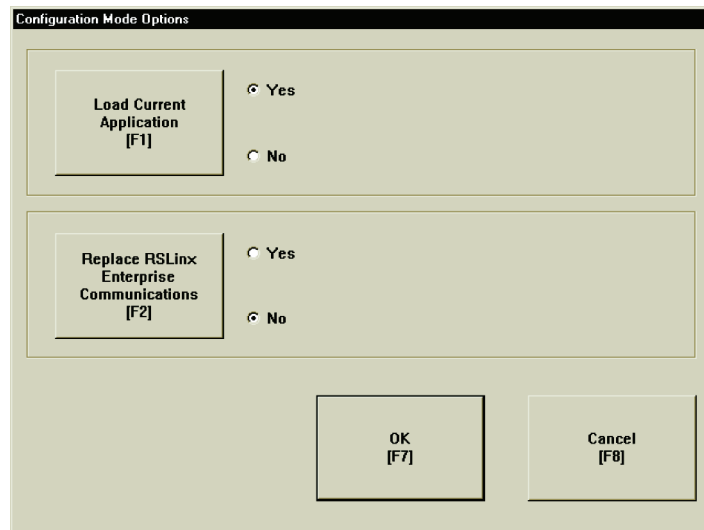 Configuration Mode Options
Load Current
Application
[F1]
Yes
No
Replace RSLinx
Enterprise
Communications
[F2]
Yes
No
OK
[F7]
Cancel
[F8]